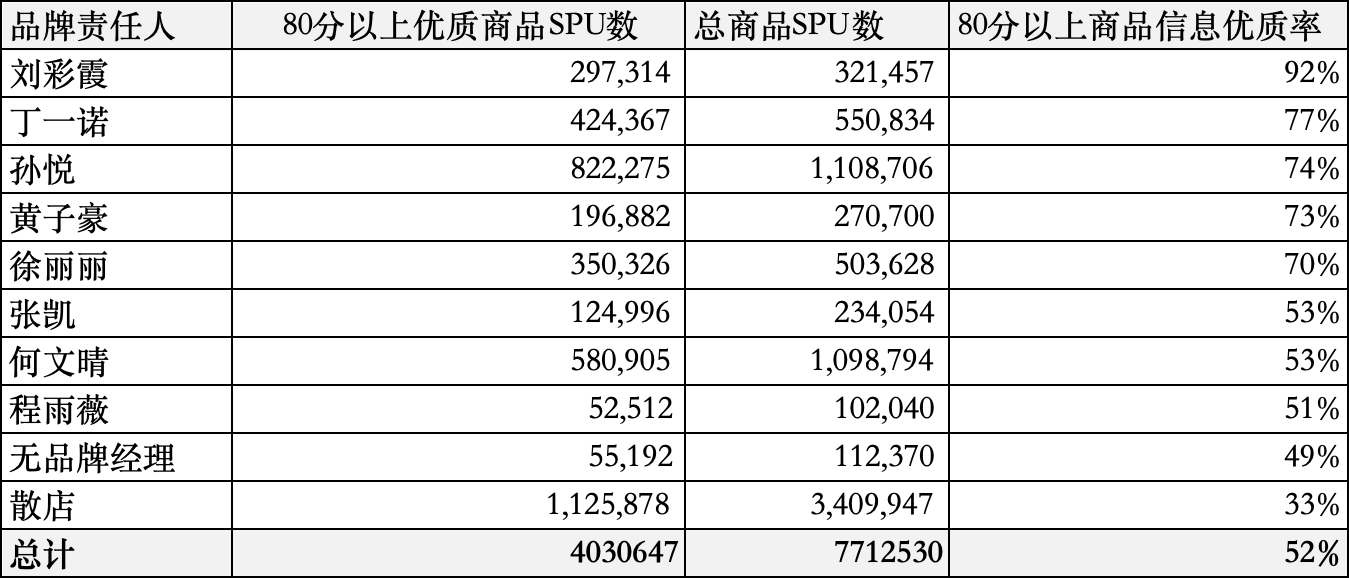 品牌责任人 80分以上优质商品SPU数 总商品SPU数 80分以上商品信息优质率
刘彩霞 297,314 321,457 92%
丁一诺 424,367 550,834 77%
孙悦 822,275 1,108,706 74%
黄子豪 196,882 270,700 73%
徐丽丽 350,326 503,628 70%
张凯 124,996 234,054 53%
何文晴 580,905 1,098,794 53%
程雨薇 52,512 102,040 51%
无品牌经理 55,192 112,370 49%
散店 1,125,878 3,409,947 33%
总计 4030647 7712530 52%